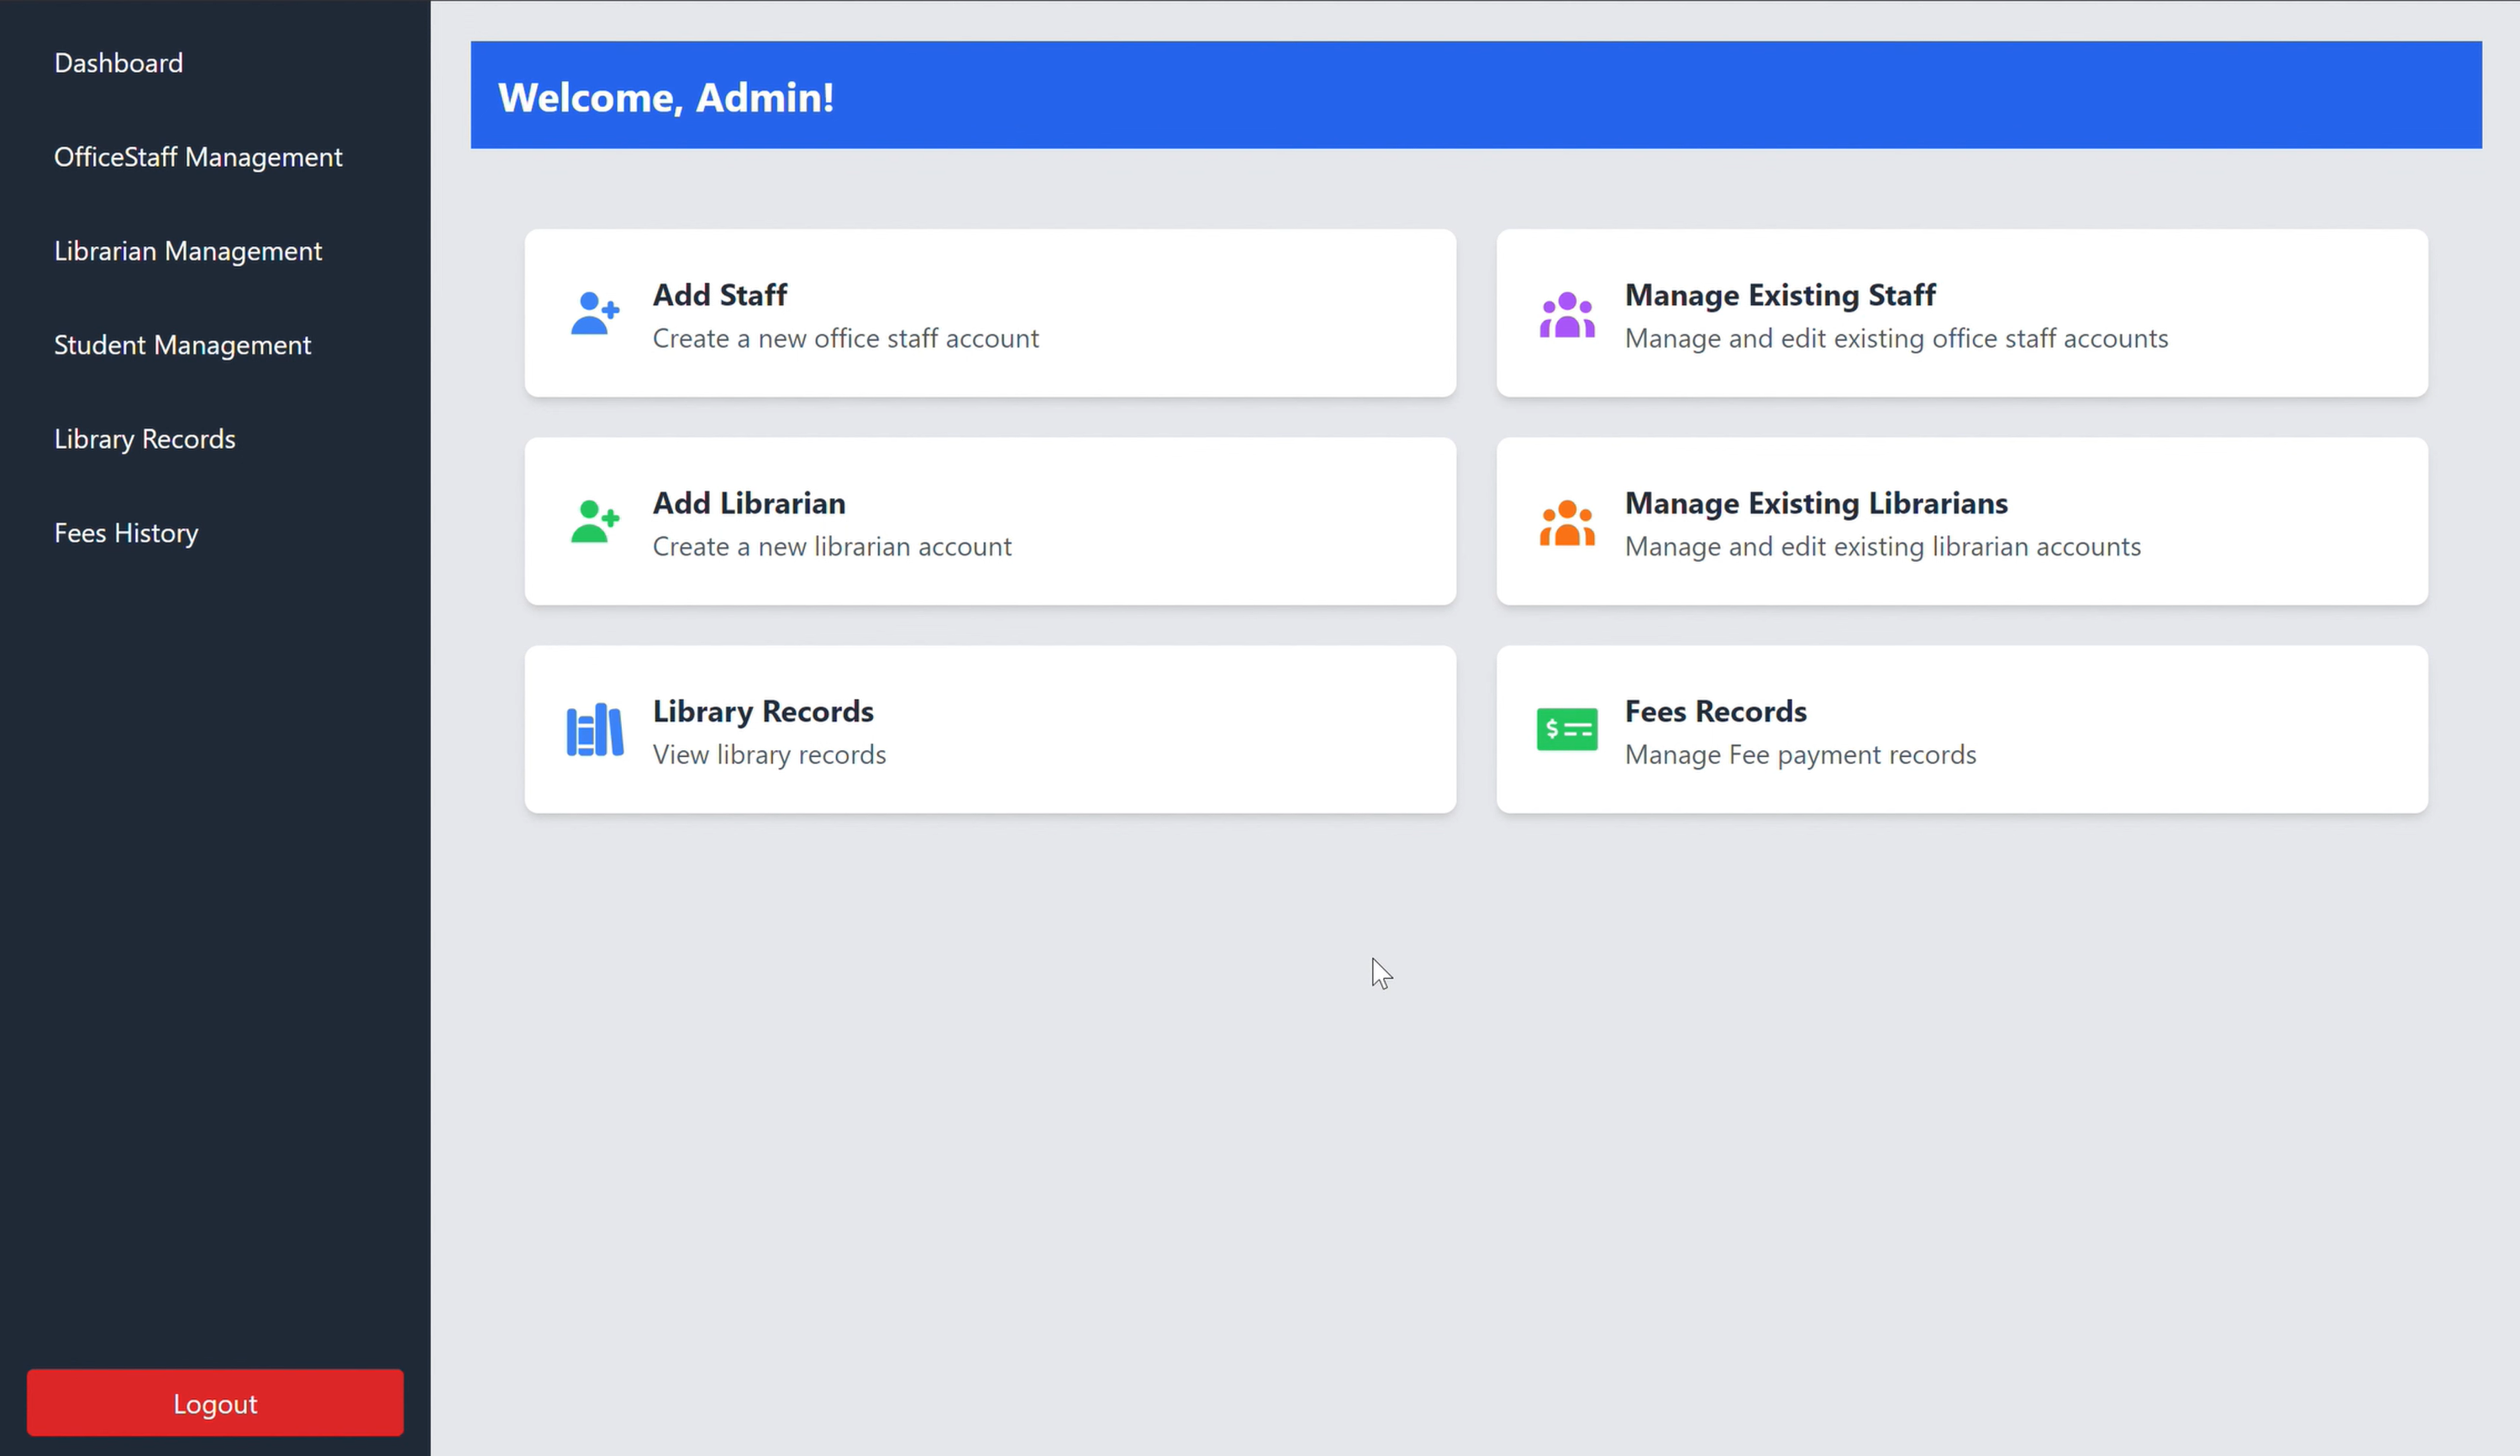 Dashboard
OfficeStaff Management
Librarian Management
Student Management
Library Records
Fees History
Logout
Welcome, Admin!
Add Staff
Create a new office staff account
Manage Existing Staff
Manage and edit existing office staff accounts
Add Librarian
Create a new librarian account
Manage Existing Librarians
Manage and edit existing librarian accounts
Library Records
View library records
$
Fees Records
Manage Fee payment records